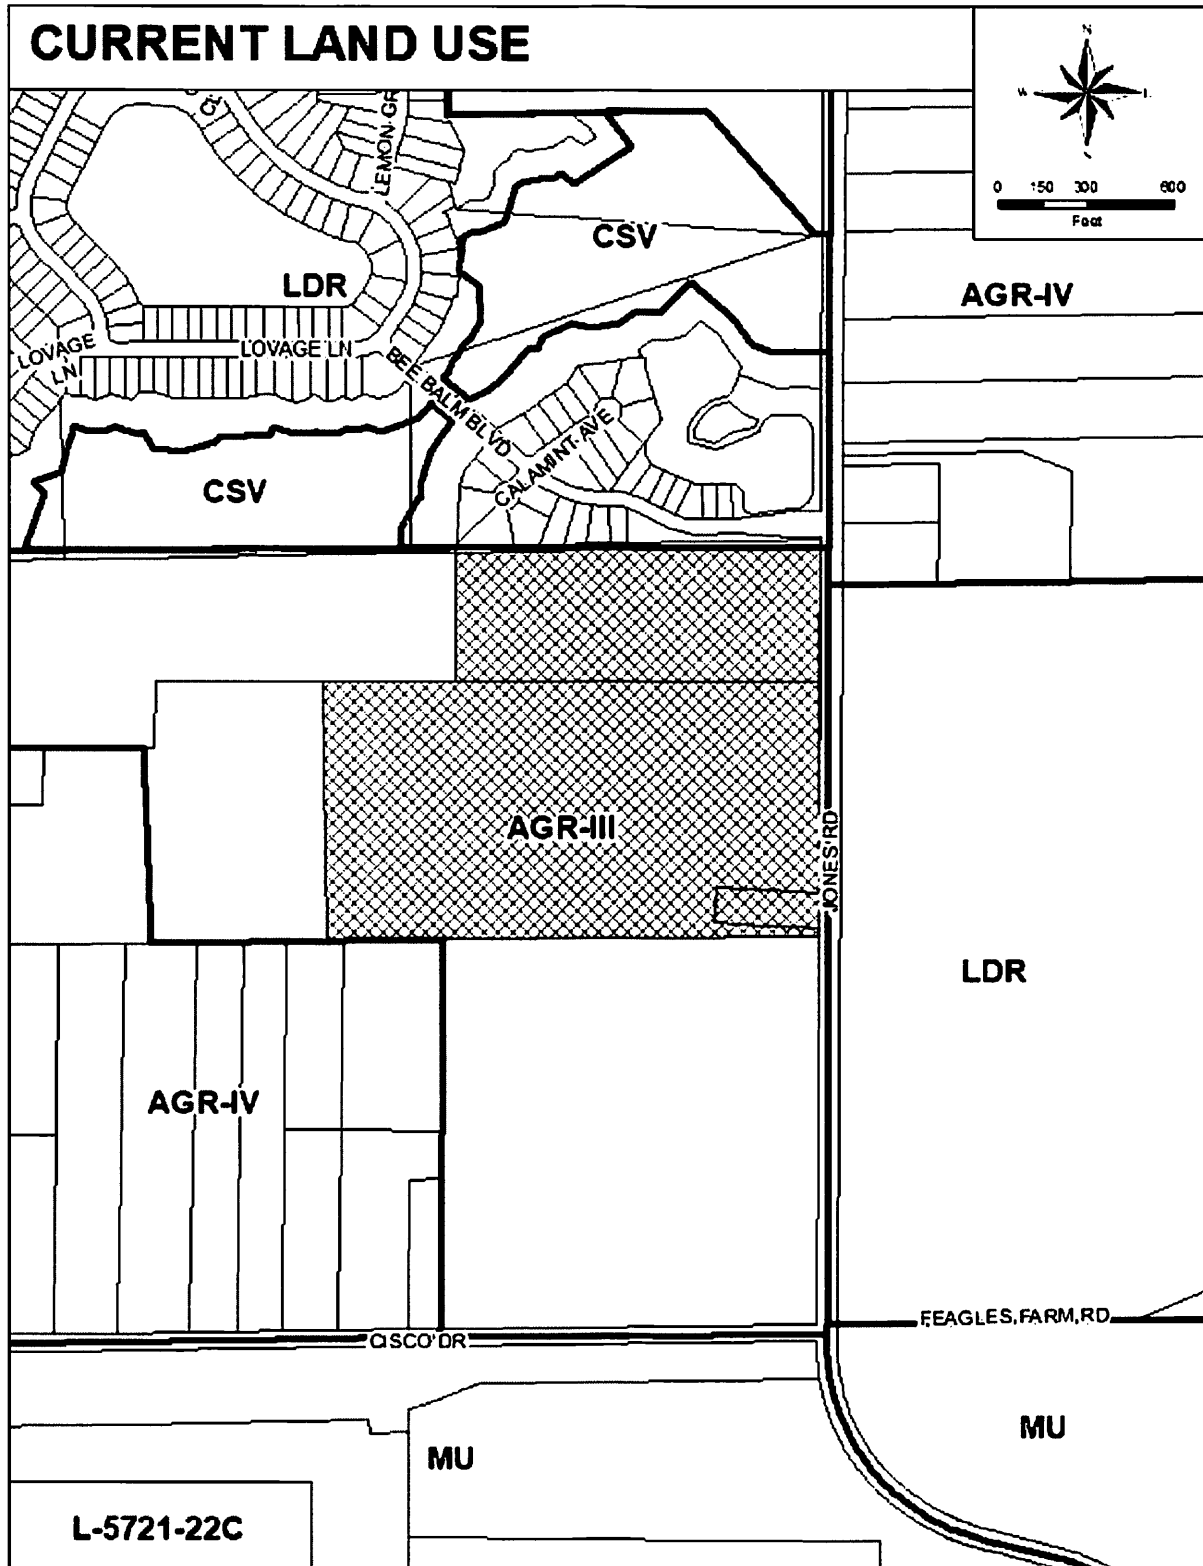 CURRENT LAND USE
N
W
0 150 300 600
Feet
LEMON GR
CSV
LDR
AGR-IV
LOVAGE LN
LOVAGE LN
BEE BALM BLVD
CALAMINT AVE
CSV
AGR-III
JONES RD
LDR
AGR-IV
FEAGLES FARM RD
CISCO DR
MU
MU
L-5721-22C